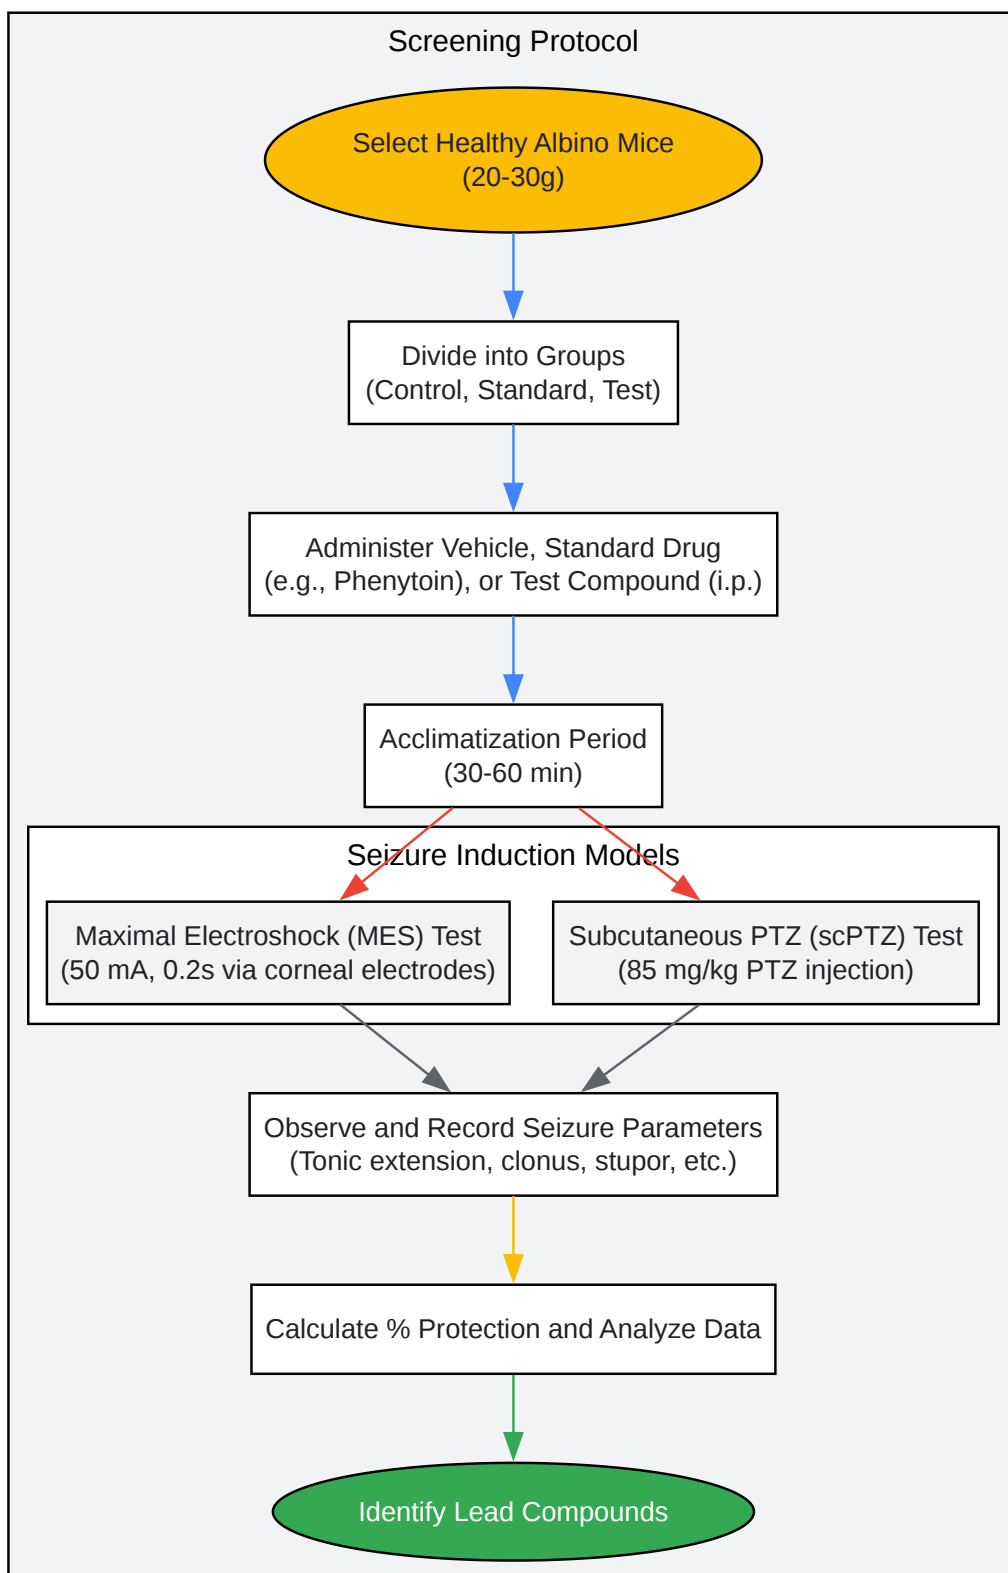 Screening Protocol
Select Healthy Albino Mice
(20-30g)
Divide into Groups
(Control, Standard, Test)
Administer Vehicle, Standard Drug
(e.g., Phenytoin), or Test Compound (i.p.)
Acclimatization Period
(30-60 min)
Seizure Induction Models
Maximal Electroshock (MES) Test
(50 mA, 0.2s via corneal electrodes)
Subcutaneous PTZ (scPTZ) Test
(85 mg/kg PTZ injection)
Observe and Record Seizure Parameters
(Tonic extension, clonus, stupor, etc.)
Calculate % Protection and Analyze Data
Identify Lead Compounds